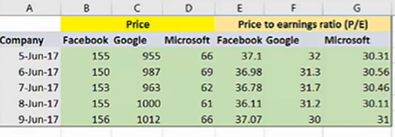 A B C D E F G
Price Price to earnings ratio (P/E)
Company Facebook Google Microsoft Facebook Google Microsoft
5-Jun-17 155 955 66 37.1 32 30.31
6-Jun-17 150 987 69 36.98 31.3 30.56
7-Jun-17 153 963 62 36.78 31.7 30.46
8-Jun-17 155 1000 61 36.11 31.2 30.11
9-Jun-17 156 1012 66 37.07 30 31